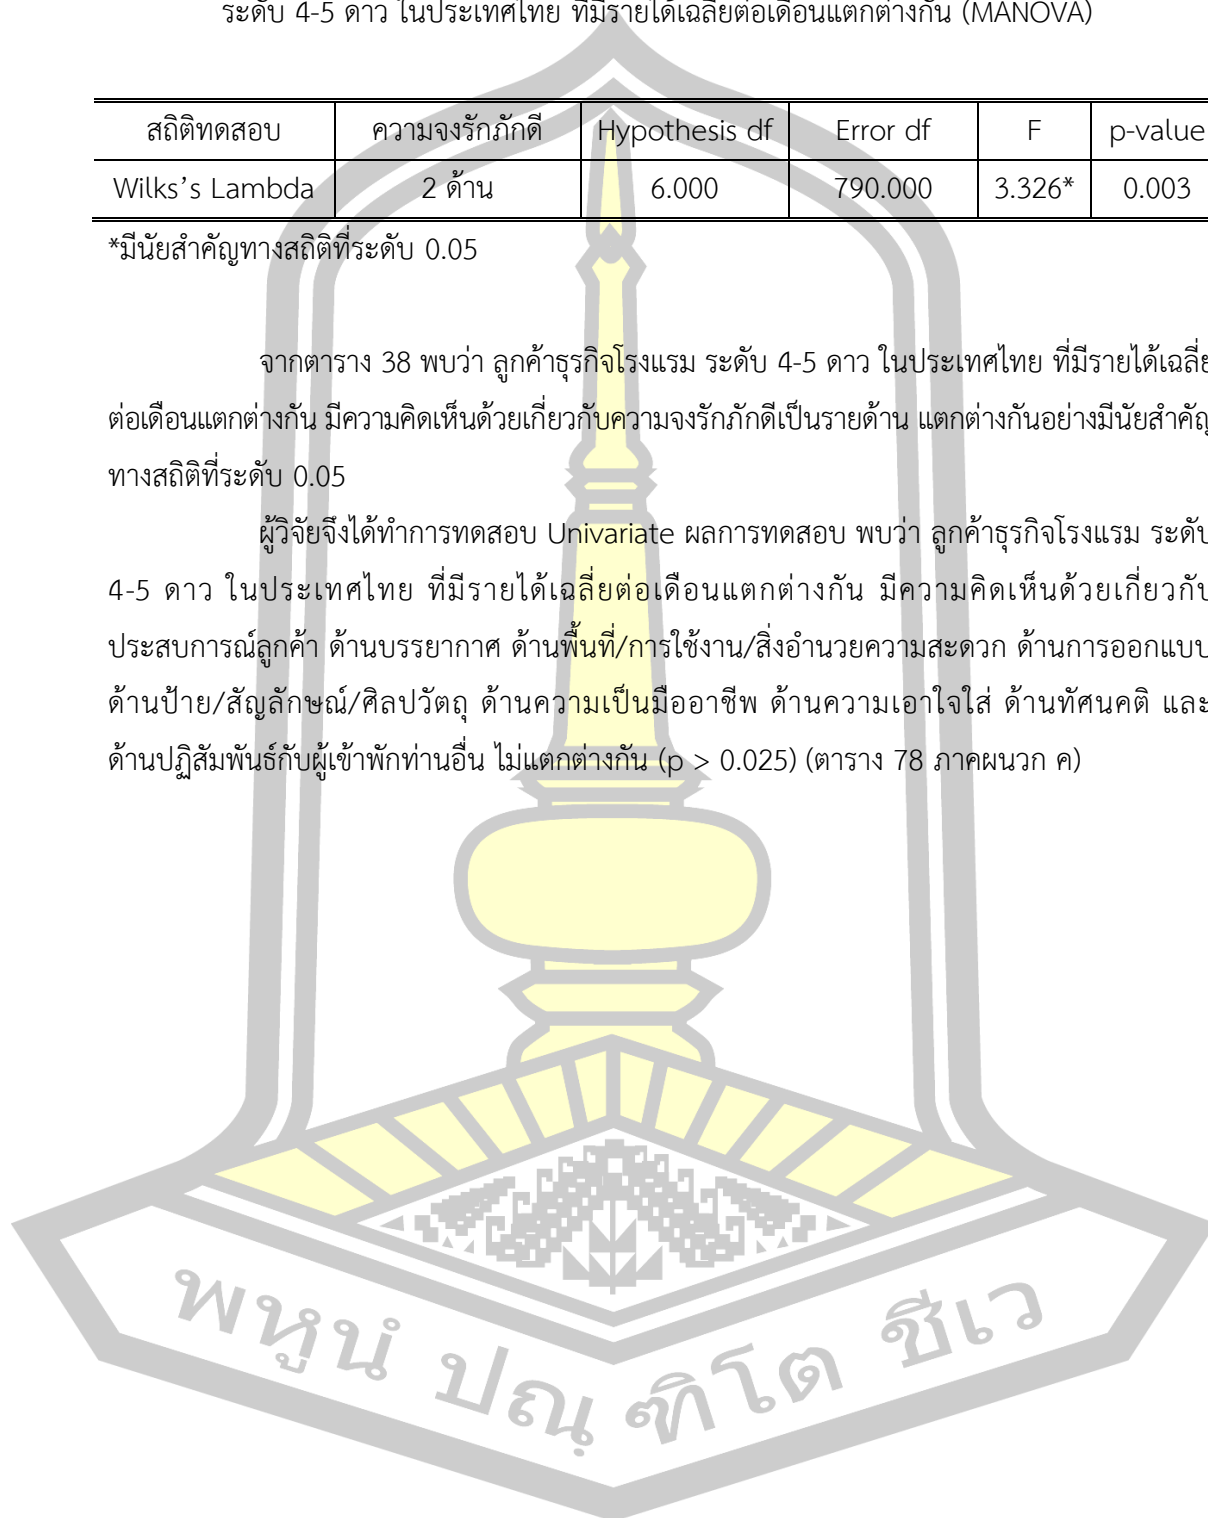 ระดับ 4-5 ดาว ในประเทศไทย ที่มีรายได้เฉลี่ยต่อเดือนแตกต่างกัน (MANOVA)
สถิติทดสอบ ความจงรักภักดี Hypothesis df Error df F p-value
Wilks’s Lambda 2 ด้าน 6.000 790.000 3.326* 0.003
*มีนัยสำคัญทางสถิติที่ระดับ 0.05
จากตาราง 38 พบว่า ลูกค้าธุรกิจโรงแรม ระดับ 4-5 ดาว ในประเทศไทย ที่มีรายได้เฉลี่ย
ต่อเดือนแตกต่างกัน มีความคิดเห็นด้วยเกี่ยวกับความจงรักภักดีเป็นรายด้าน แตกต่างกันอย่างมีนัยสำคัญ
ทางสถิติที่ระดับ 0.05
ผู้วิจัยจึงได้ทำการทดสอบ Univariate ผลการทดสอบ พบว่า ลูกค้าธุรกิจโรงแรม ระดับ
4-5 ดาว ในประเทศไทย ที่มีรายได้เฉลี่ยต่อเดือนแตกต่างกัน มีความคิดเห็นด้วยเกี่ยวกับ
ประสบการณ์ลูกค้า ด้านบรรยากาศ ด้านพื้นที่/การใช้งาน/สิ่งอำนวยความสะดวก ด้านการออกแบบ
ด้านป้าย/สัญลักษณ์/ศิลปวัตถุ ด้านความเป็นมืออาชีพ ด้านความเอาใจใส่ ด้านทัศนคติ และ
ด้านปฏิสัมพันธ์กับผู้เข้าพักท่านอื่น ไม่แตกต่างกัน (p > 0.025) (ตาราง 78 ภาคผนวก ค)
พหูนํ ปณฺฑิโต ชีเว